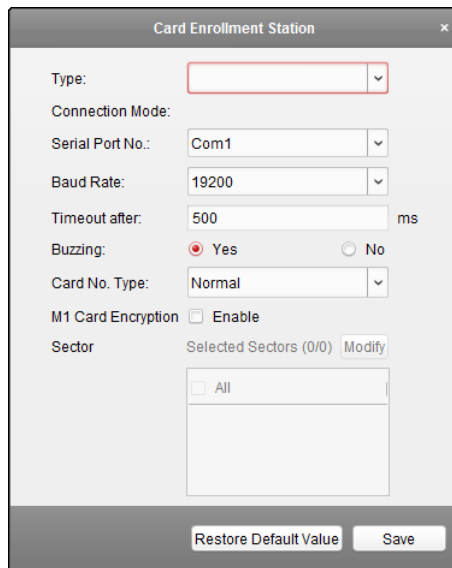 Card Enrollment Station ×
Type:
Connection Mode:
Serial Port No.: Com1
Baud Rate: 19200
Timeout after: 500 ms
Buzzing: Yes No
Card No. Type: Normal
M1 Card Encryption Enable
Sector Selected Sectors (0/0) Modify
All
Restore Default Value Save